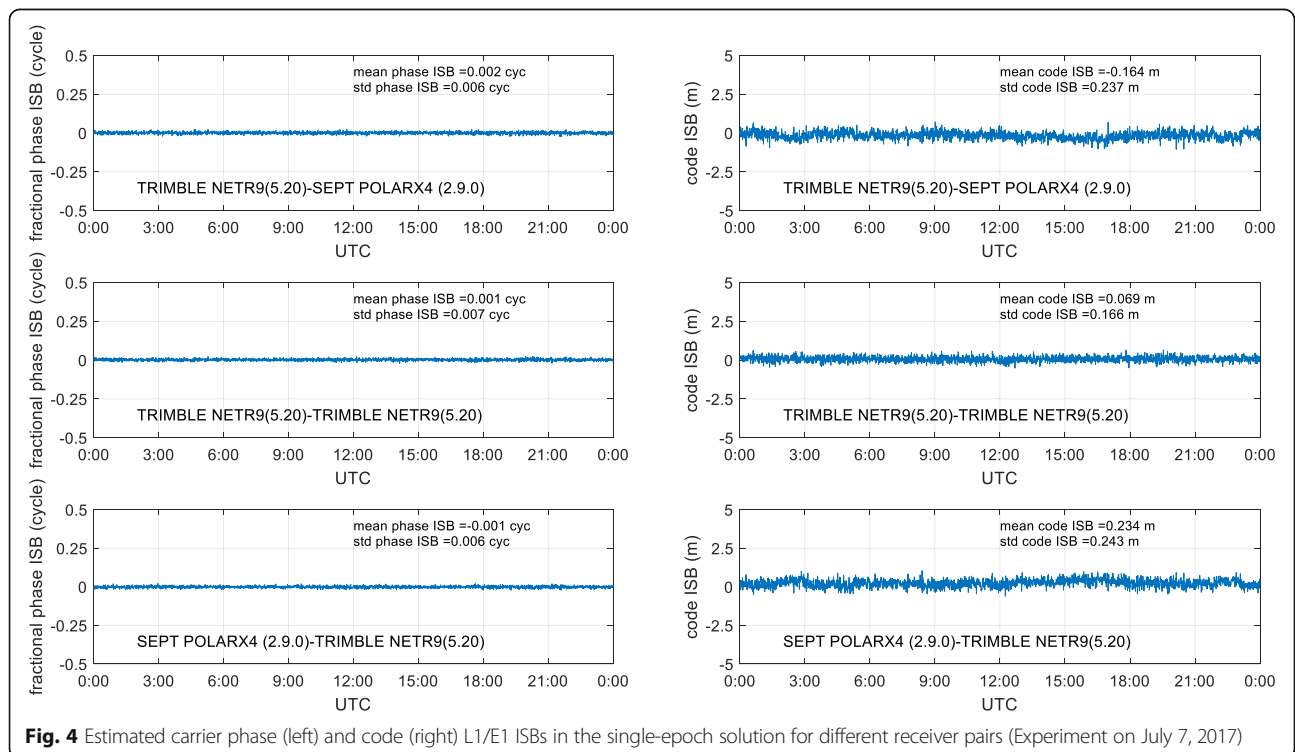 fractional phase ISB (cycle)
0.5
0.25
0
-0.25
-0.5
mean phase ISB =0.002 cyc
std phase ISB =0.006 cyc
TRIMBLE NETR9(5.20)-SEPT POLARX4 (2.9.0)
0:00 3:00 6:00 9:00 12:00 15:00 18:00 21:00 0:00
UTC
code ISB (m)
5
2.5
0
-2.5
-5
mean code ISB =-0.164 m
std code ISB =0.237 m
TRIMBLE NETR9(5.20)-SEPT POLARX4 (2.9.0)
0:00 3:00 6:00 9:00 12:00 15:00 18:00 21:00 0:00
UTC
fractional phase ISB (cycle)
0.5
0.25
0
-0.25
-0.5
mean phase ISB =0.001 cyc
std phase ISB =0.007 cyc
TRIMBLE NETR9(5.20)-TRIMBLE NETR9(5.20)
0:00 3:00 6:00 9:00 12:00 15:00 18:00 21:00 0:00
UTC
code ISB (m)
5
2.5
0
-2.5
-5
mean code ISB =0.069 m
std code ISB =0.166 m
TRIMBLE NETR9(5.20)-TRIMBLE NETR9(5.20)
0:00 3:00 6:00 9:00 12:00 15:00 18:00 21:00 0:00
UTC
fractional phase ISB (cycle)
0.5
0.25
0
-0.25
-0.5
mean phase ISB =-0.001 cyc
std phase ISB =0.006 cyc
SEPT POLARX4 (2.9.0)-TRIMBLE NETR9(5.20)
0:00 3:00 6:00 9:00 12:00 15:00 18:00 21:00 0:00
UTC
code ISB (m)
5
2.5
0
-2.5
-5
mean code ISB =0.234 m
std code ISB =0.243 m
SEPT POLARX4 (2.9.0)-TRIMBLE NETR9(5.20)
0:00 3:00 6:00 9:00 12:00 15:00 18:00 21:00 0:00
UTC
Fig. 4 Estimated carrier phase (left) and code (right) L1/E1 ISBs in the single-epoch solution for different receiver pairs (Experiment on July 7, 2017)